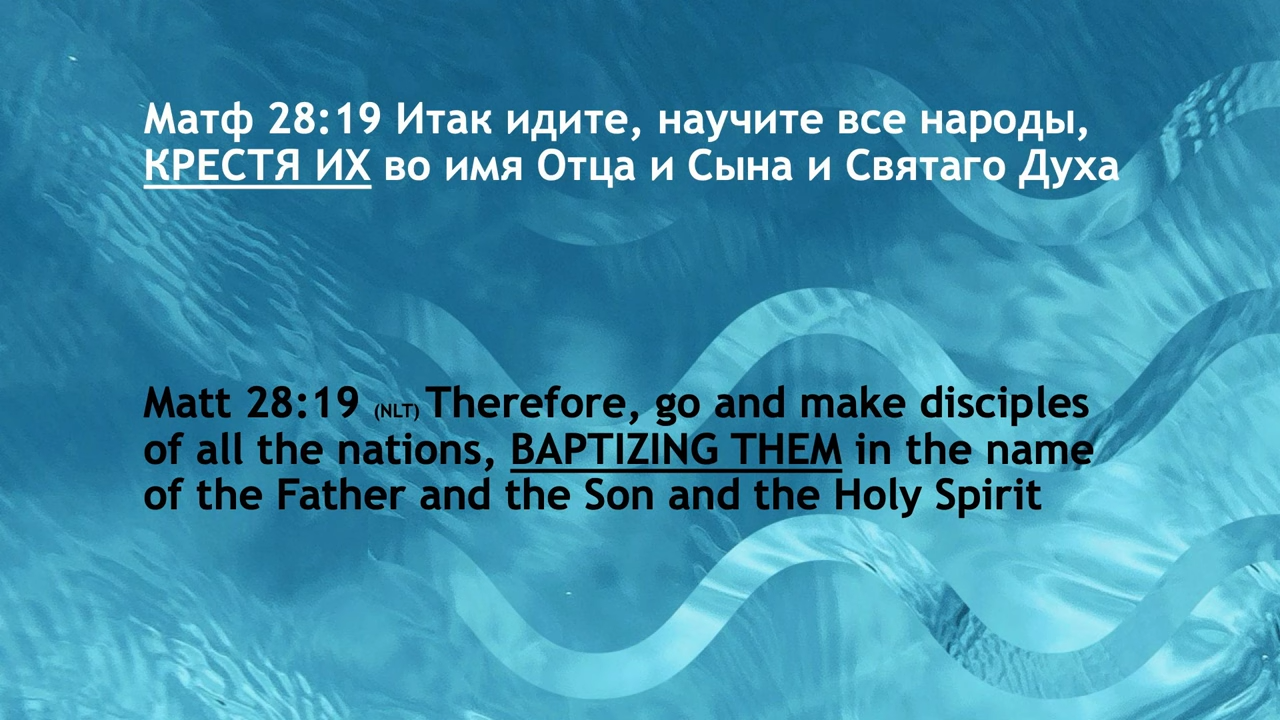 Матф 28:19 Итак идите, научите все народы,
КРЕСТЯ ИХ во имя Отца и Сына и Святаго Духа
Matt 28:19 (NLT) Therefore, go and make disciples
of all the nations, BAPTIZING THEM in the name
of the Father and the Son and the Holy Spirit